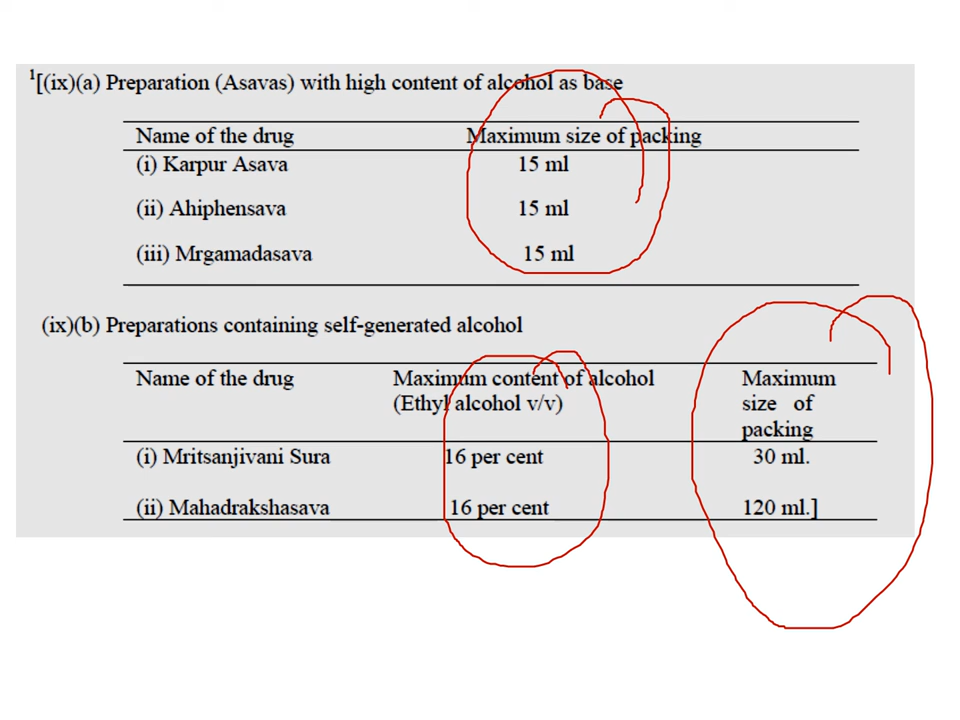 1[(ix)(a) Preparation (Asavas) with high content of alcohol as base
Name of the drug Maximum size of packing
(i) Karpur Asava 15 ml
(ii) Ahiphensava 15 ml
(iii) Mrgamadasava 15 ml
(ix)(b) Preparations containing self-generated alcohol
Name of the drug Maximum content of alcohol Maximum
(Ethyl alcohol v/v) size of
packing
(i) Mritsanjivani Sura 16 per cent 30 ml.
(ii) Mahadrakshasava 16 per cent 120 ml.]